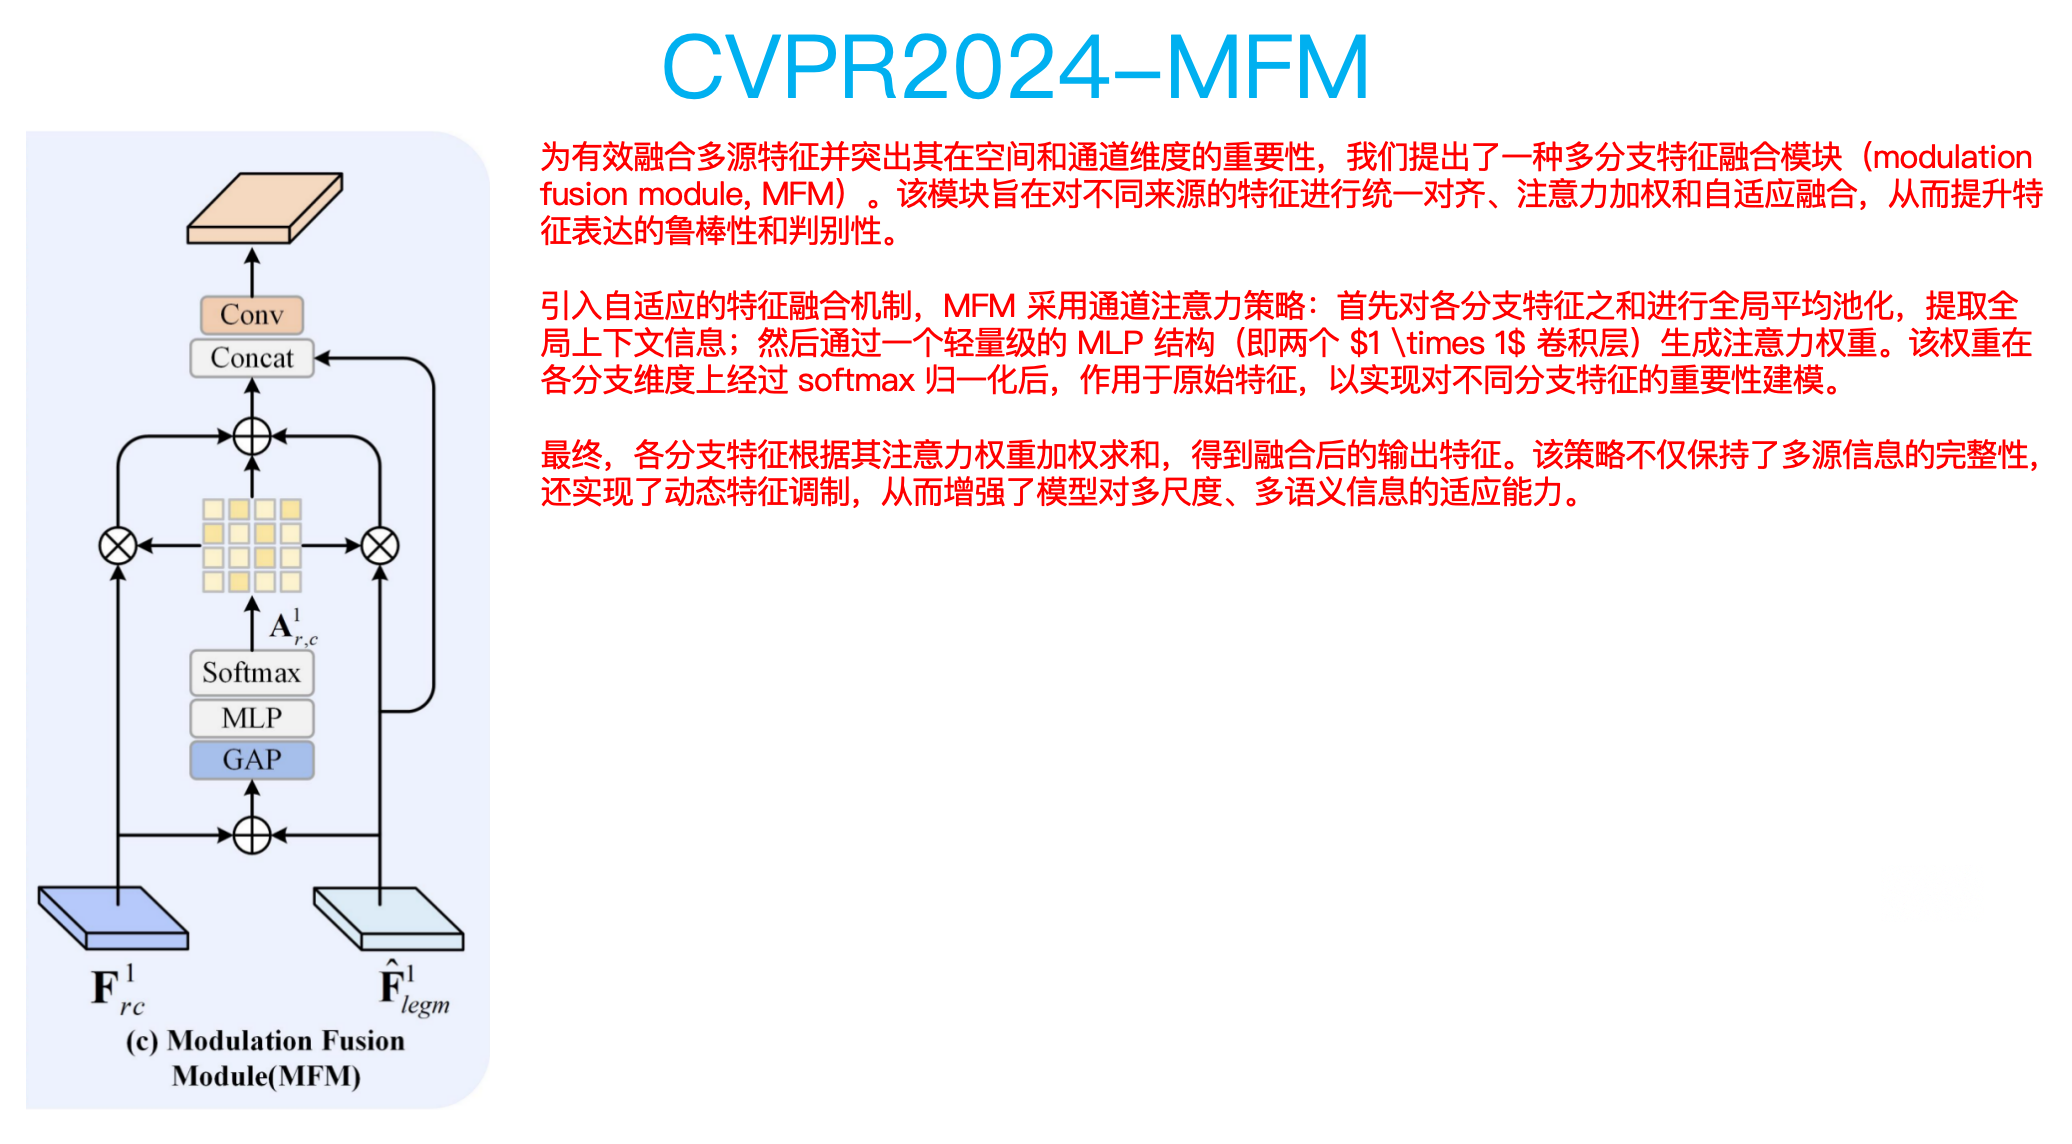 CVPR2024-MFM
为有效融合多源特征并突出其在空间和通道维度的重要性，我们提出了一种多分支特征融合模块（modulation
fusion module, MFM）。该模块旨在对不同来源的特征进行统一对齐、注意力加权和自适应融合，从而提升特
征表达的鲁棒性和判别性。
引入自适应的特征融合机制，MFM 采用通道注意力策略：首先对各分支特征之和进行全局平均池化，提取全
局上下文信息；然后通过一个轻量级的 MLP 结构（即两个 $1 \times 1$ 卷积层）生成注意力权重。该权重在
各分支维度上经过 softmax 归一化后，作用于原始特征，以实现对不同分支特征的重要性建模。
最终，各分支特征根据其注意力权重加权求和，得到融合后的输出特征。该策略不仅保持了多源信息的完整性，
还实现了动态特征调制，从而增强了模型对多尺度、多语义信息的适应能力。
Conv
Concat
A^1_{r,c}
Softmax
MLP
GAP
F^1_{rc}
F̂^1_{legm}
(c) Modulation Fusion
Module(MFM)